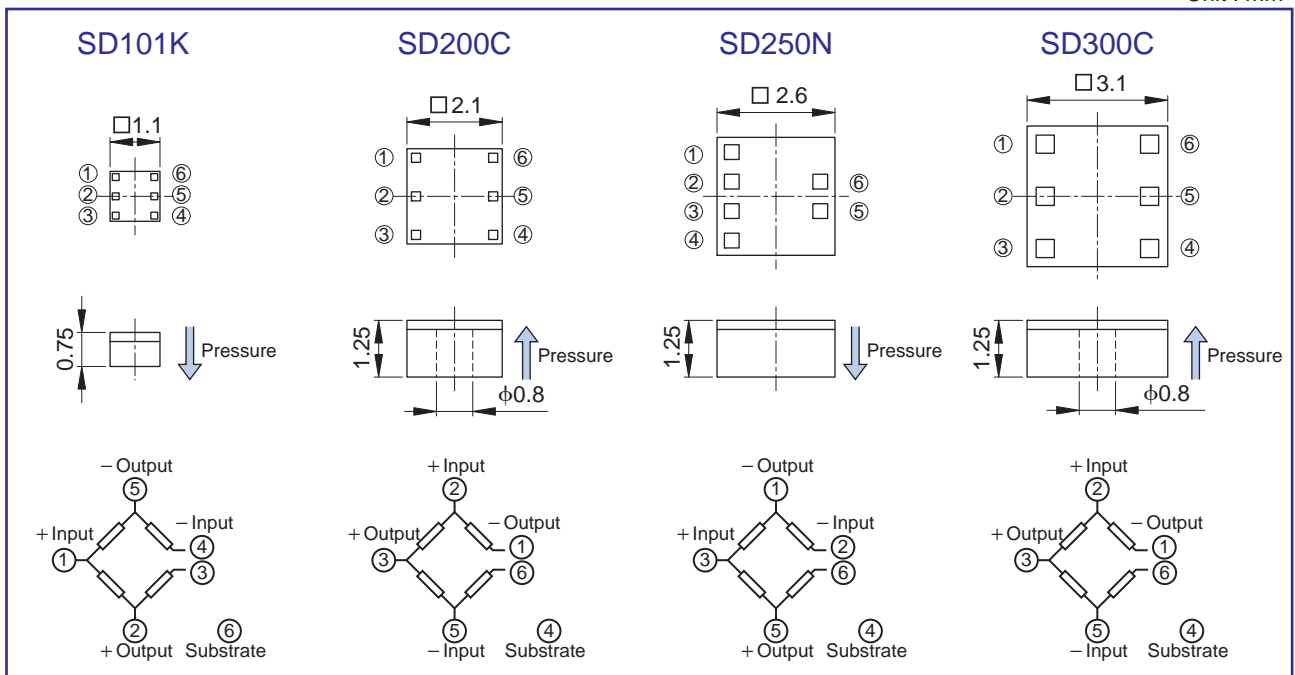 SD101K SD200C SD250N SD300C
□1.1 □2.1 □2.6 □3.1
① ⑥ ① ⑥ ① ① ⑥
② ⑤ ② ⑤ ② ⑥ ② ⑤
③ ④ ③ ④ ③ ⑤ ③ ④
④
0.75 Pressure 1.25 Pressure 1.25 Pressure 1.25 Pressure
ϕ0.8 ϕ0.8
−Output +Input −Output +Input
⑤ ② ① ②
+Input −Input +Output −Output +Input −Input +Output −Output
① ④ ③ ① ③ ② ③ ①
③ ⑥ ⑥ ⑥
② ⑥ ⑤ ④ ⑤ ④ ⑤ ④
+Output Substrate −Input Substrate +Output Substrate −Input Substrate